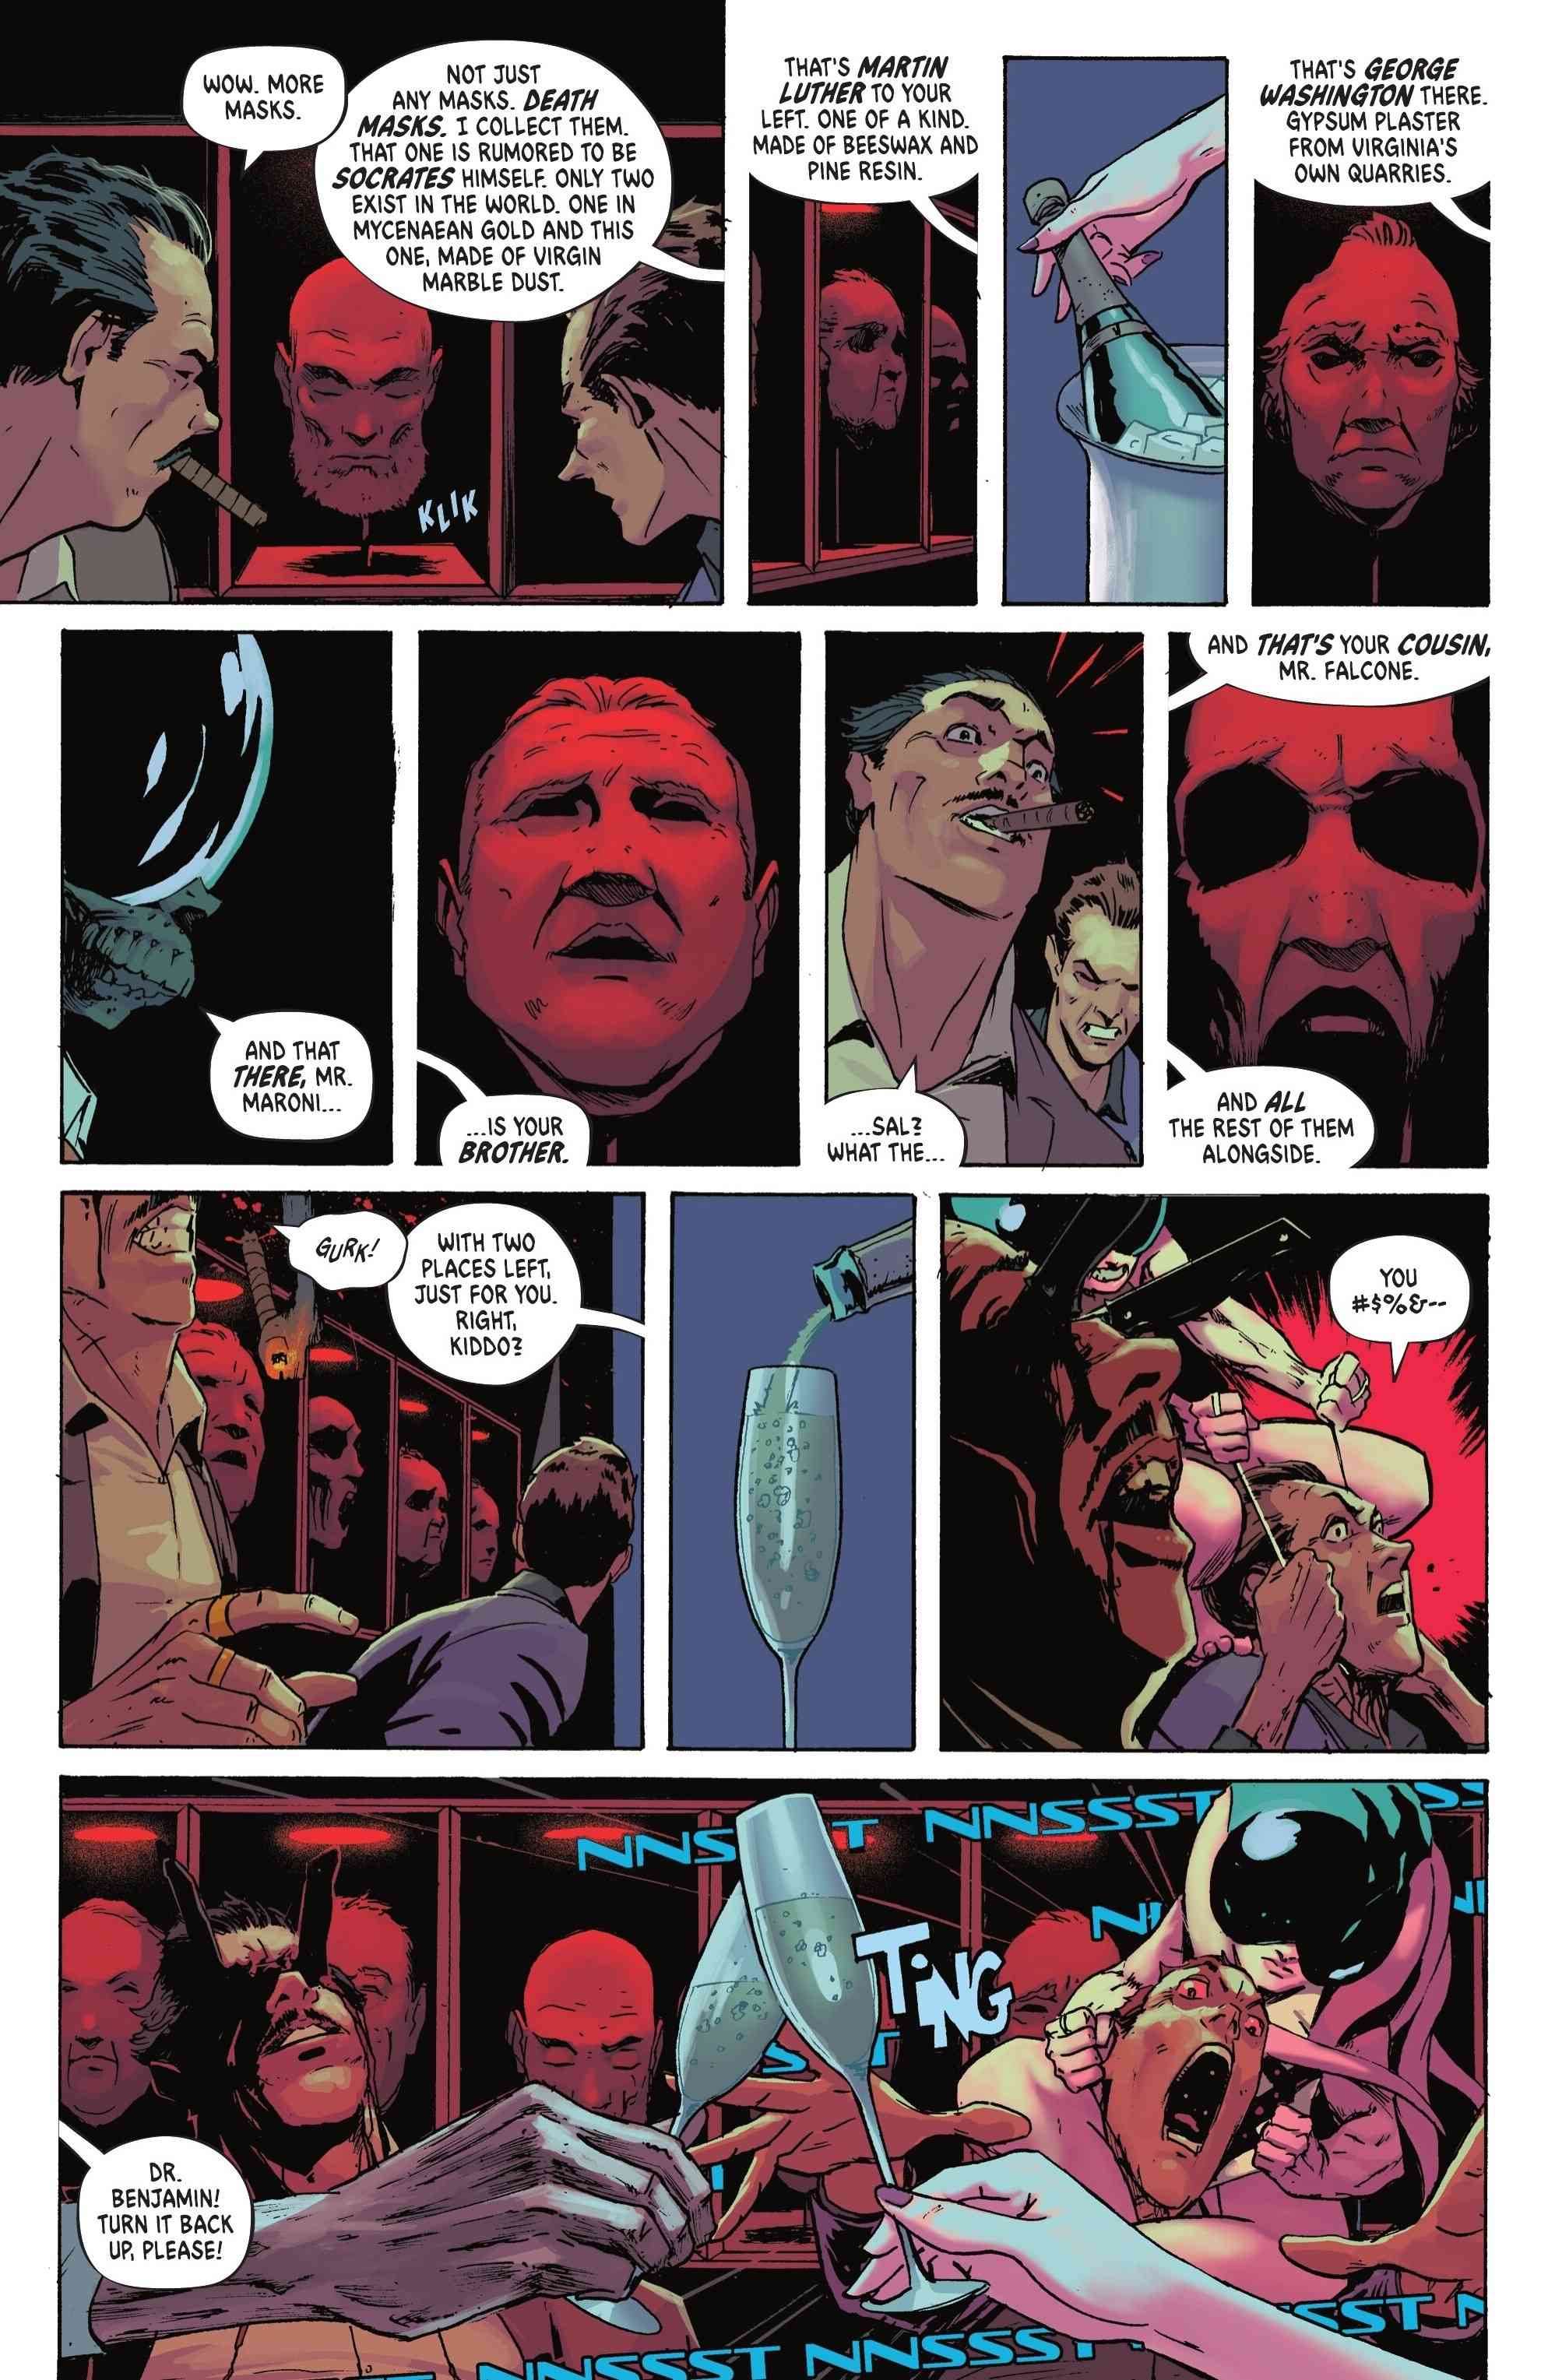 WOW. MORE
MASKS.
NOT JUST
ANY MASKS. DEATH
MASKS. I COLLECT THEM.
THAT ONE IS RUMORED TO BE
SOCRATES HIMSELF. ONLY TWO
EXIST IN THE WORLD. ONE IN
MYCENAEAN GOLD AND THIS
ONE, MADE OF VIRGIN
MARBLE DUST.
KLIK
THAT'S MARTIN
LUTHER TO YOUR
LEFT. ONE OF A KIND.
MADE OF BEESWAX AND
PINE RESIN.
THAT'S GEORGE
WASHINGTON THERE.
GYPSUM PLASTER
FROM VIRGINIA'S
OWN QUARRIES.
AND THAT
THERE, MR.
MARONI...
...IS YOUR
BROTHER.
...SAL?
WHAT THE...
AND THAT'S YOUR COUSIN,
MR. FALCONE.
AND ALL
THE REST OF THEM
ALONGSIDE.
GURK!
WITH TWO
PLACES LEFT,
JUST FOR YOU.
RIGHT,
KIDDO?
YOU
#$%&--
NNS T NNSSST SS
TING
DR.
BENJAMIN!
TURN IT BACK
UP, PLEASE!
SSST N
NNSSST NNSSST